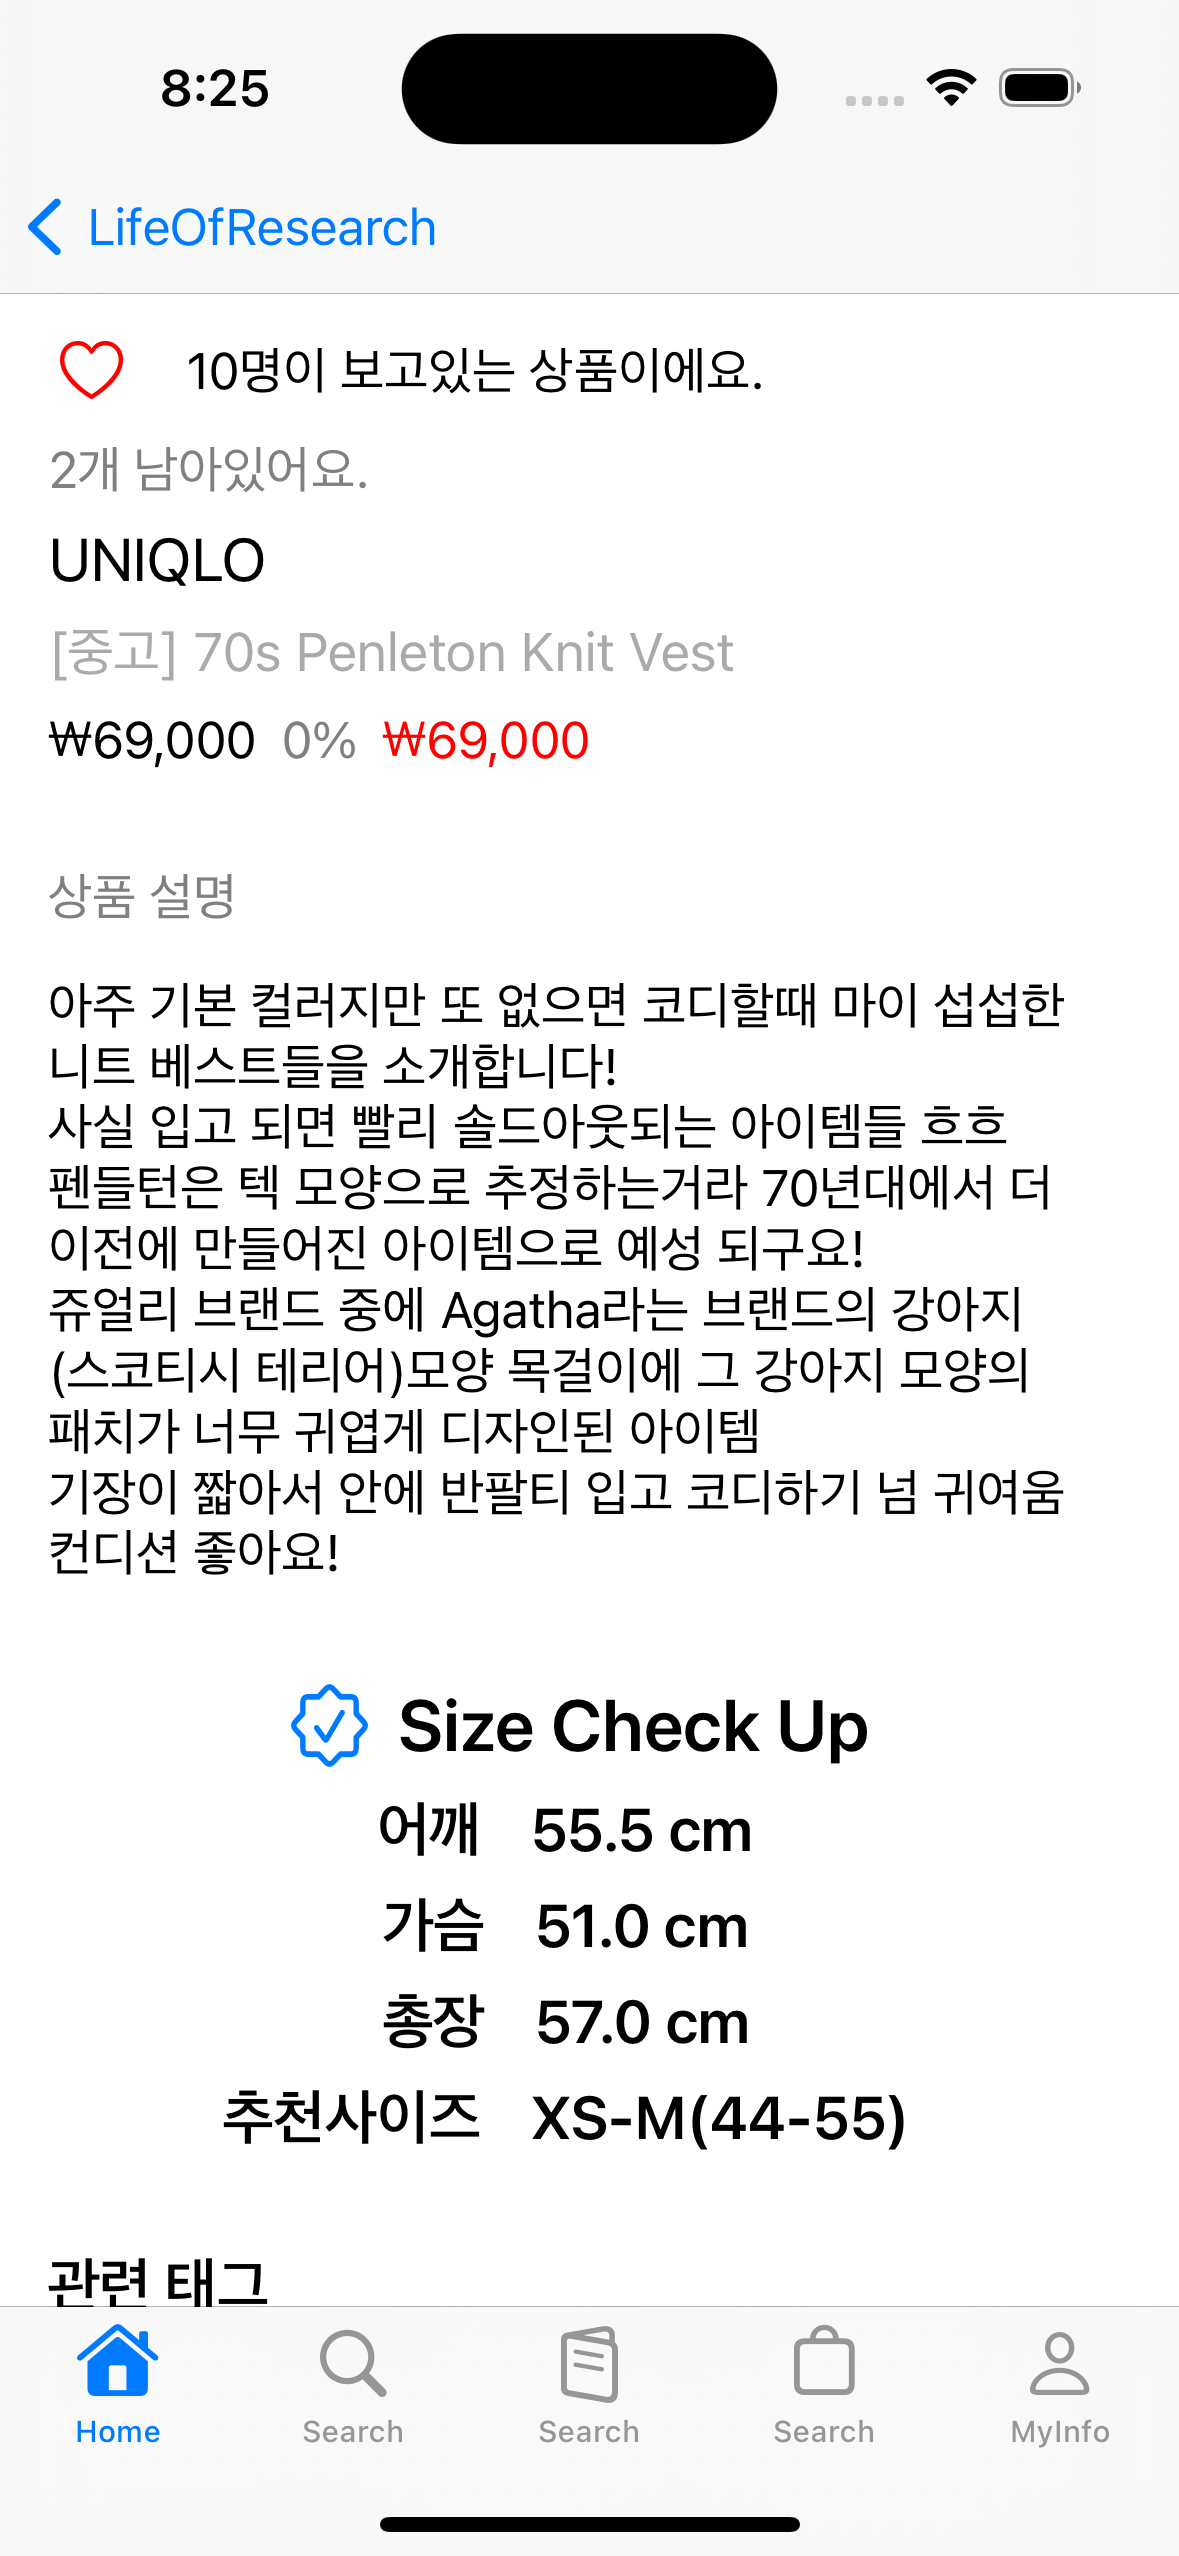 8:25
LifeOfResearch
10명이 보고있는 상품이에요.
2개 남아있어요.
UNIQLO
[중고] 70s Penleton Knit Vest
₩69,000 0% ₩69,000
상품 설명
아주 기본 컬러지만 또 없으면 코디할때 마이 섭섭한
니트 베스트들을 소개합니다!
사실 입고 되면 빨리 솔드아웃되는 아이템들 흐흐
펜들턴은 텍 모양으로 추정하는거라 70년대에서 더
이전에 만들어진 아이템으로 예성 되구요!
쥬얼리 브랜드 중에 Agatha라는 브랜드의 강아지
(스코티시 테리어)모양 목걸이에 그 강아지 모양의
패치가 너무 귀엽게 디자인된 아이템
기장이 짧아서 안에 반팔티 입고 코디하기 넘 귀여움
컨디션 좋아요!
Size Check Up
어깨 55.5 cm
가슴 51.0 cm
총장 57.0 cm
추천사이즈 XS-M(44-55)
관련 태그
Home Search Search Search MyInfo